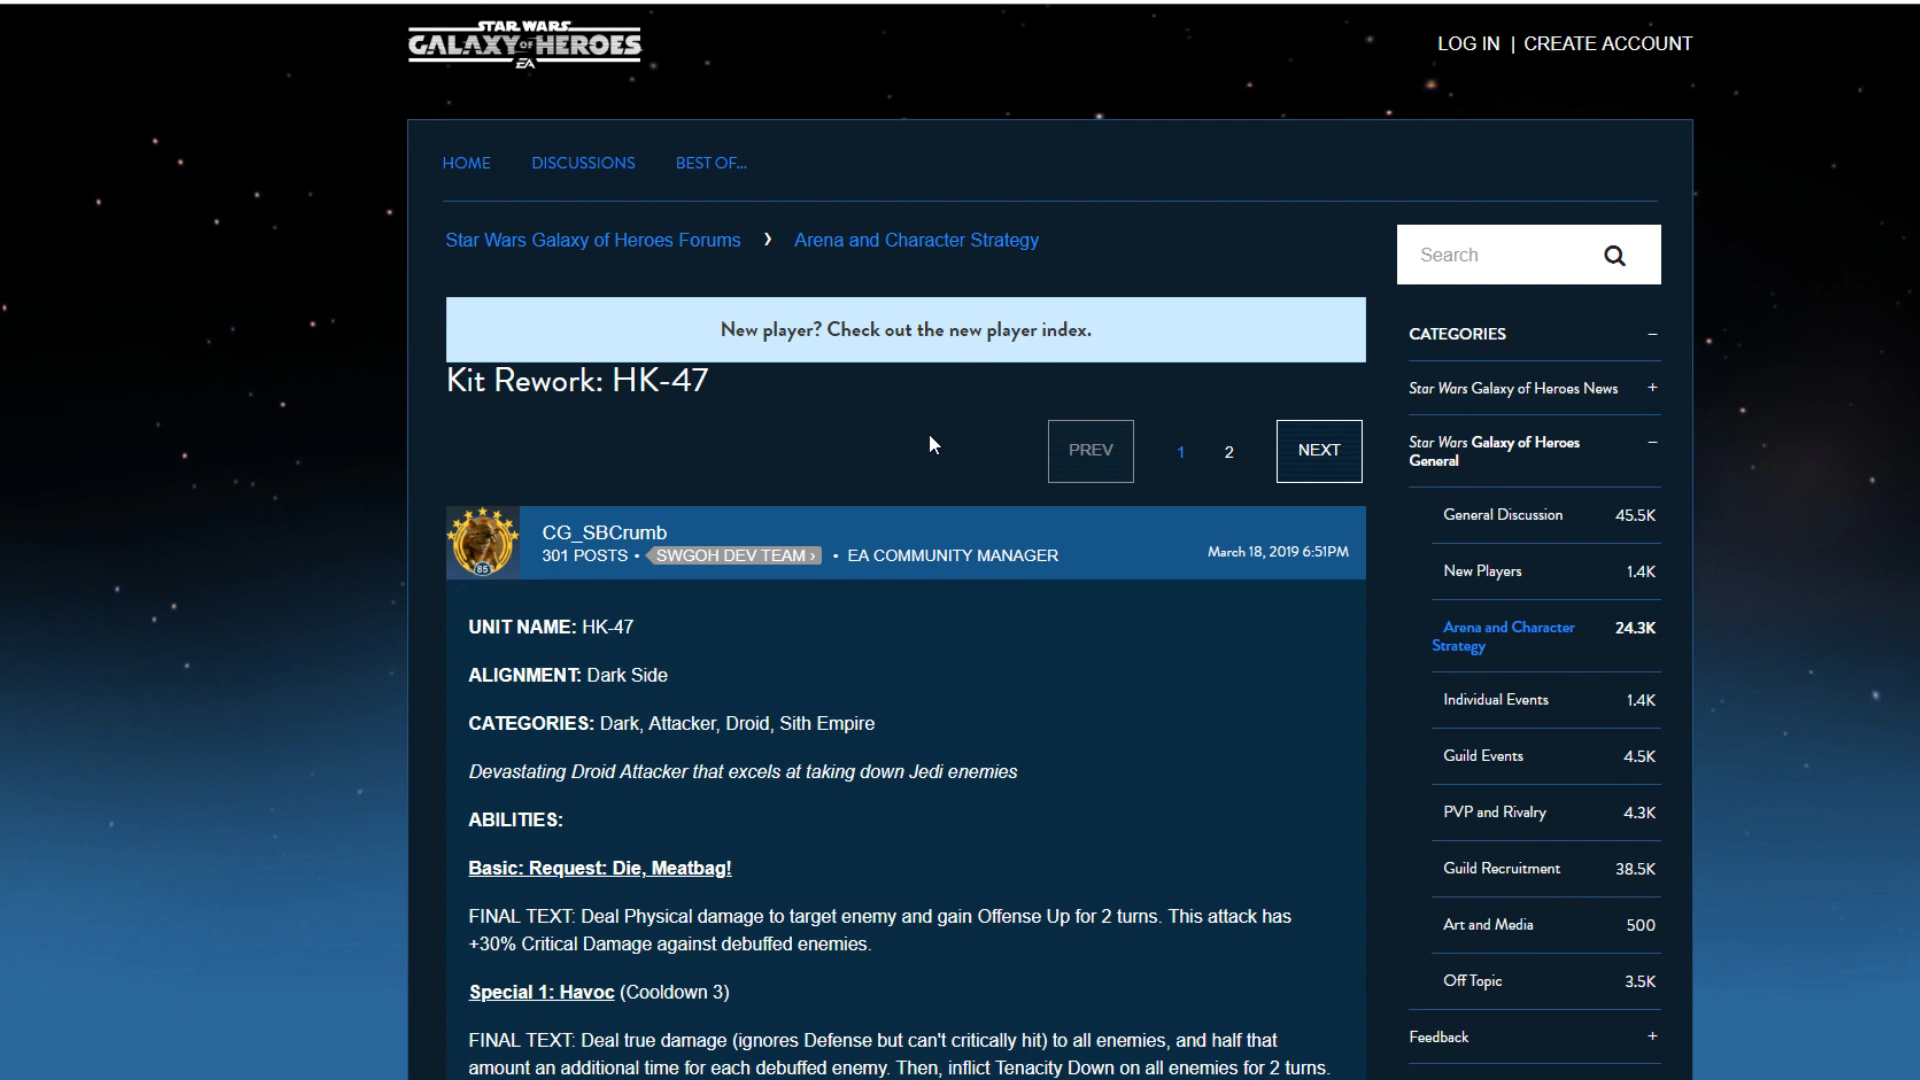 STAR WARS
GALAXY OF HEROES
EA
LOG IN | CREATE ACCOUNT
HOME DISCUSSIONS BEST OF...
Star Wars Galaxy of Heroes Forums › Arena and Character Strategy
Search
New player? Check out the new player index.
Kit Rework: HK-47
PREV 1 2 NEXT
CG_SBCrumb
301 POSTS • SWGOH DEV TEAM › • EA COMMUNITY MANAGER
March 18, 2019 6:51PM
85
UNIT NAME: HK-47
ALIGNMENT: Dark Side
CATEGORIES: Dark, Attacker, Droid, Sith Empire
Devastating Droid Attacker that excels at taking down Jedi enemies
ABILITIES:
Basic: Request: Die, Meatbag!
FINAL TEXT: Deal Physical damage to target enemy and gain Offense Up for 2 turns. This attack has
+30% Critical Damage against debuffed enemies.
Special 1: Havoc (Cooldown 3)
FINAL TEXT: Deal true damage (ignores Defense but can't critically hit) to all enemies, and half that
amount an additional time for each debuffed enemy. Then, inflict Tenacity Down on all enemies for 2 turns.
CATEGORIES –
Star Wars Galaxy of Heroes News +
Star Wars Galaxy of Heroes –
General
General Discussion 45.5K
New Players 1.4K
Arena and Character 24.3K
Strategy
Individual Events 1.4K
Guild Events 4.5K
PVP and Rivalry 4.3K
Guild Recruitment 38.5K
Art and Media 500
Off Topic 3.5K
Feedback +